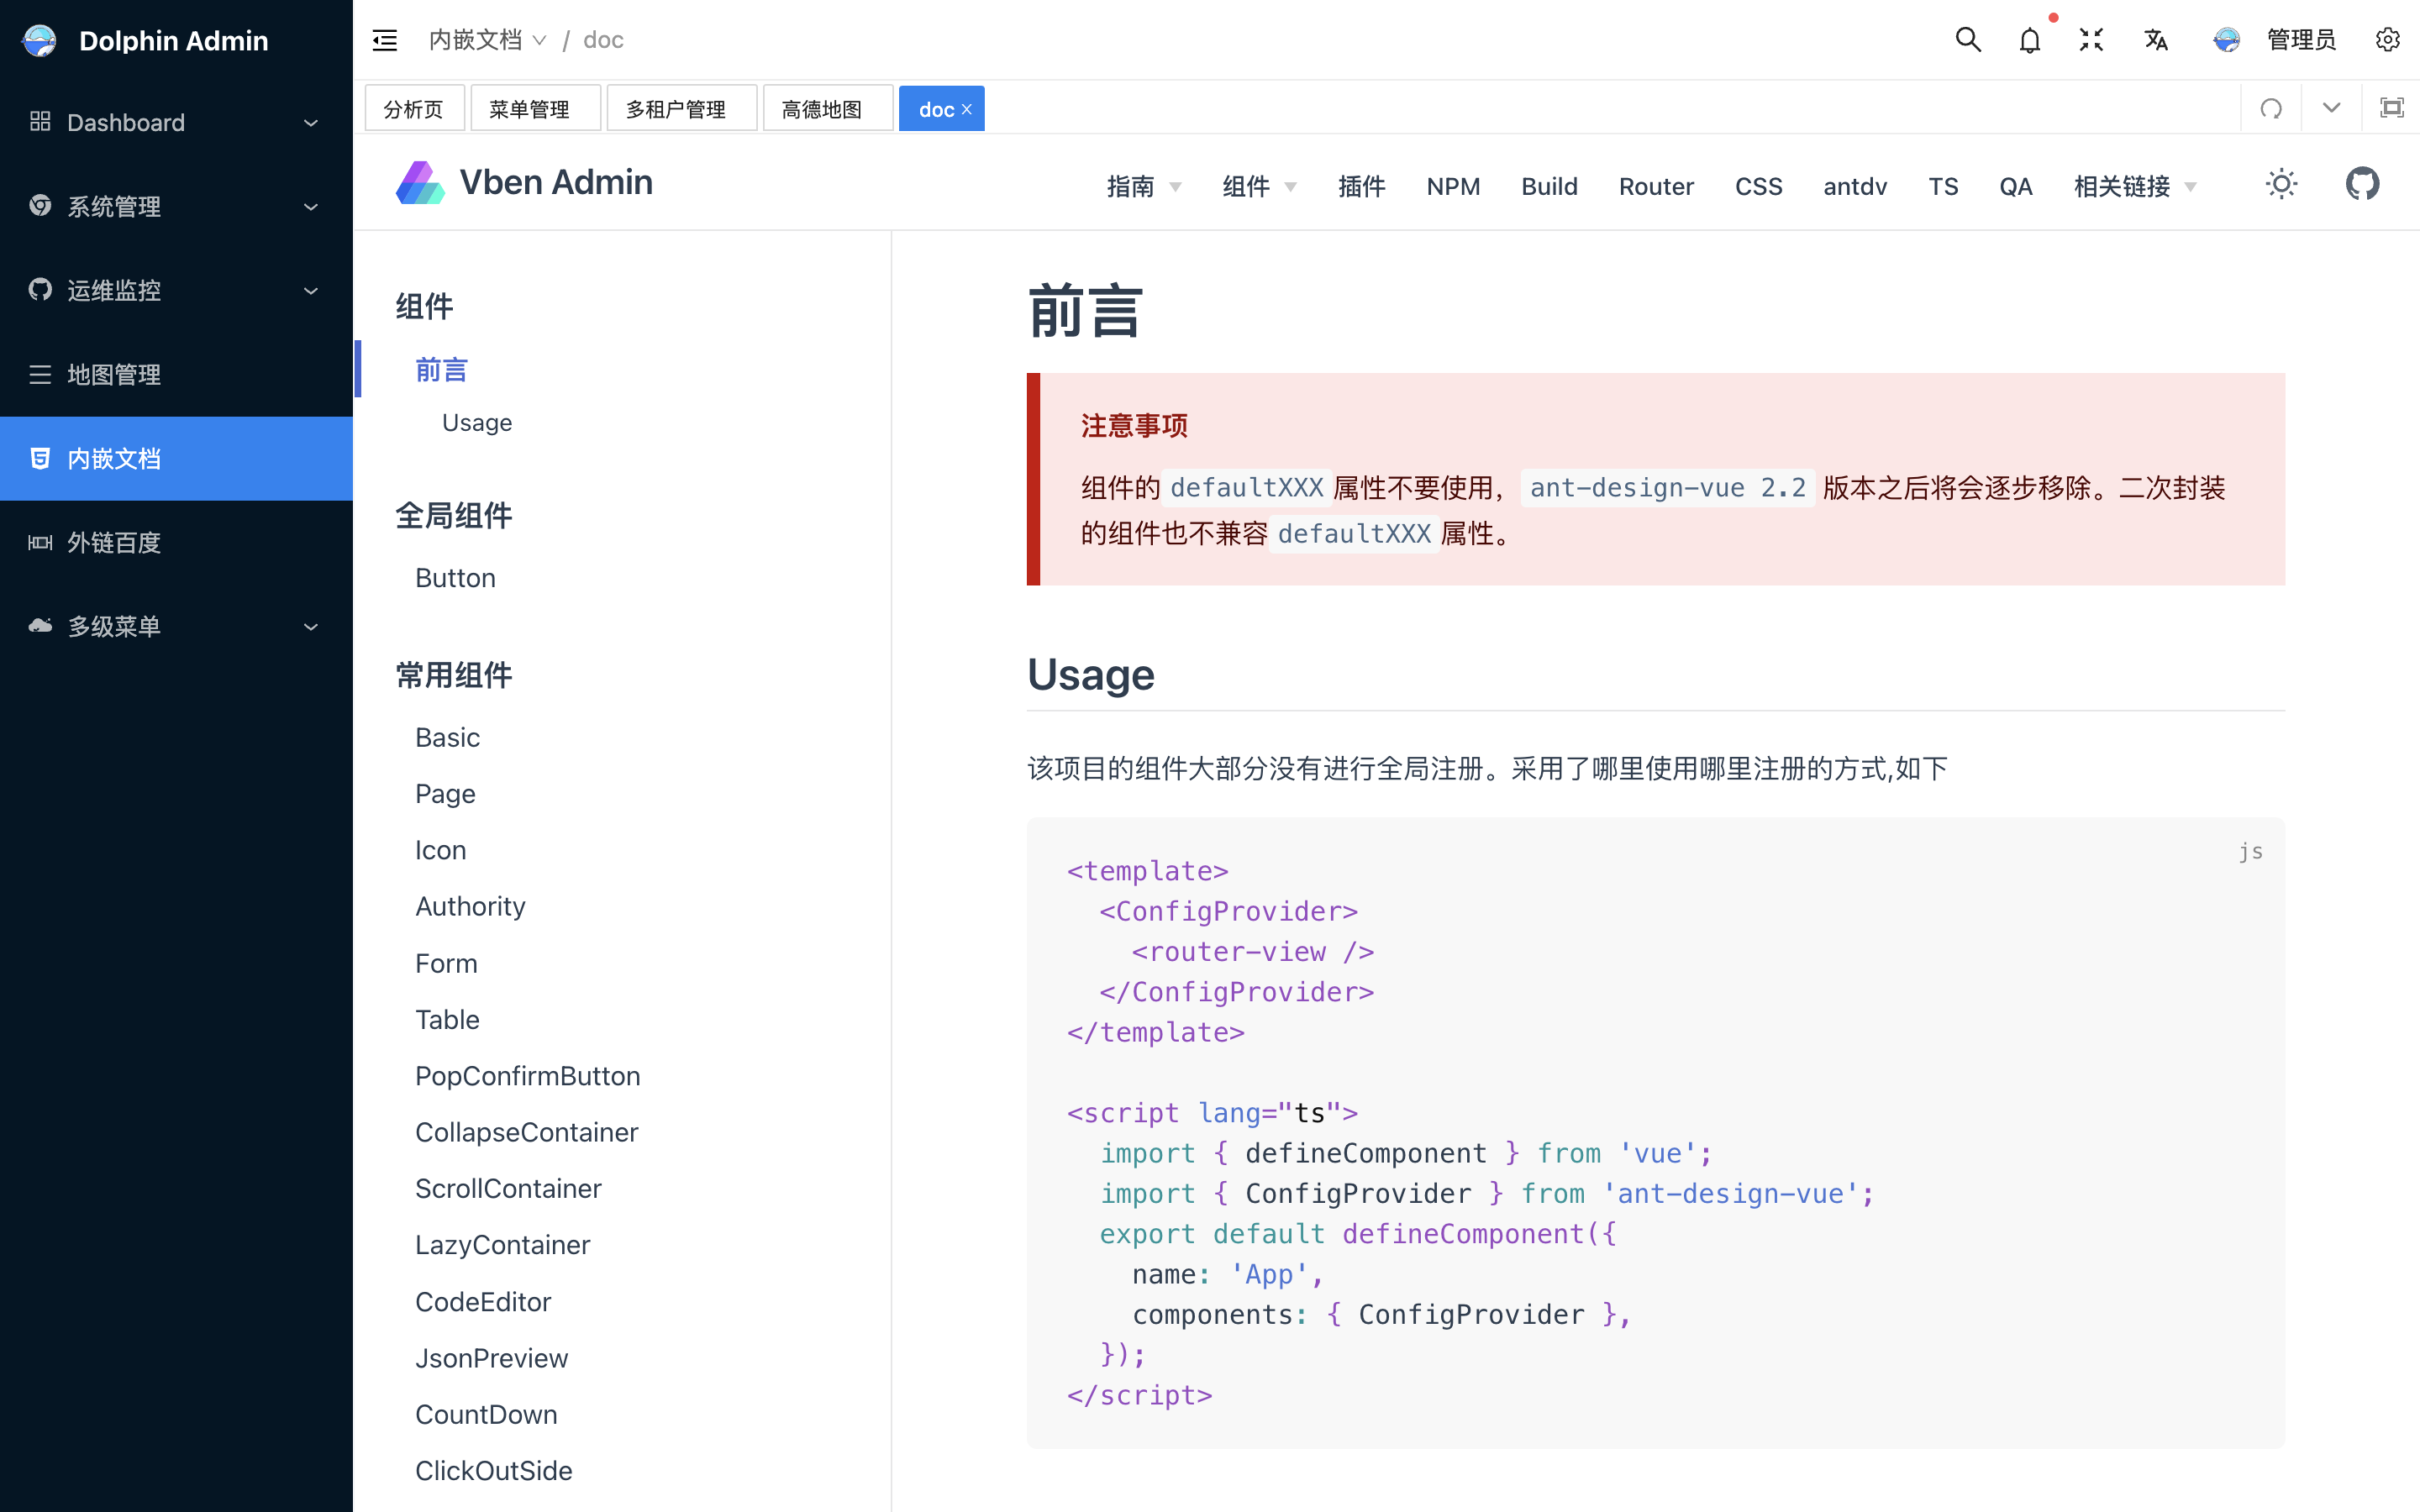 Dolphin Admin
Dashboard
系统管理
运维监控
地图管理
内嵌文档
外链百度
多级菜单
内嵌文档 / doc
管理员
分析页
菜单管理
多租户管理
高德地图
doc ×
Vben Admin
指南
组件
插件
NPM
Build
Router
CSS
antdv
TS
QA
相关链接
组件
前言
Usage
全局组件
Button
常用组件
Basic
Page
Icon
Authority
Form
Table
PopConfirmButton
CollapseContainer
ScrollContainer
LazyContainer
CodeEditor
JsonPreview
CountDown
ClickOutSide
前言
注意事项
组件的 defaultXXX 属性不要使用， ant-design-vue 2.2 版本之后将会逐步移除。二次封装
的组件也不兼容 defaultXXX 属性。
Usage
该项目的组件大部分没有进行全局注册。采用了哪里使用哪里注册的方式,如下
js
<template>
  <ConfigProvider>
    <router-view />
  </ConfigProvider>
</template>

<script lang="ts">
  import { defineComponent } from 'vue';
  import { ConfigProvider } from 'ant-design-vue';
  export default defineComponent({
    name: 'App',
    components: { ConfigProvider },
  });
</script>